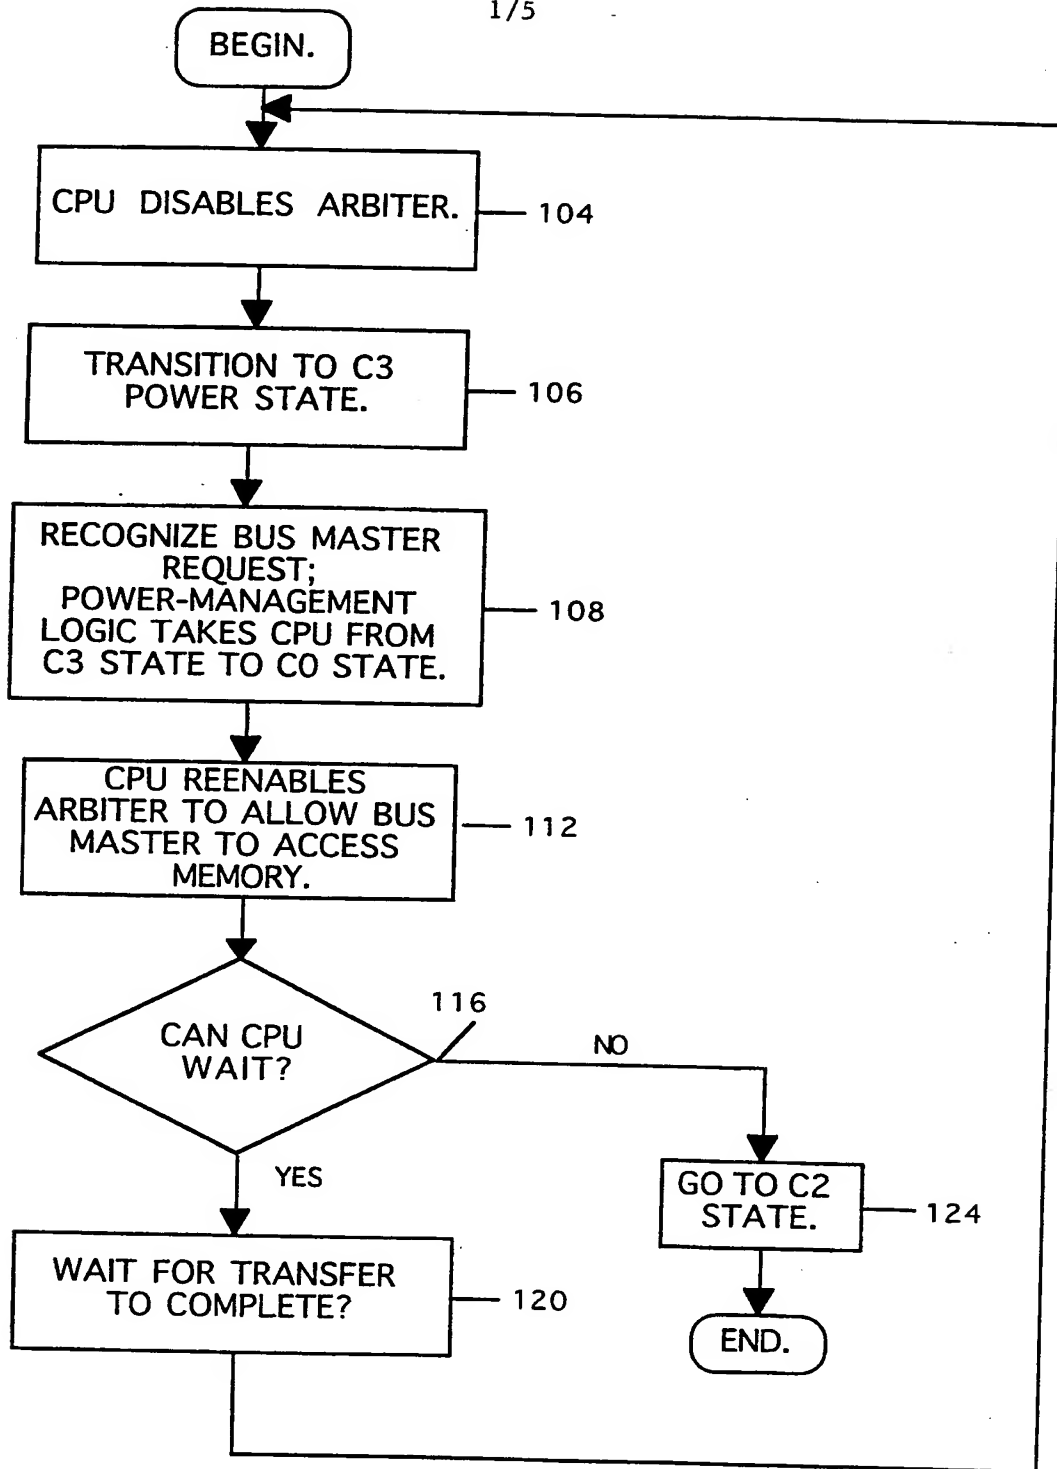 1/5
BEGIN.
CPU DISABLES ARBITER.
104
TRANSITION TO C3
POWER STATE.
106
RECOGNIZE BUS MASTER
REQUEST;
POWER-MANAGEMENT
LOGIC TAKES CPU FROM
C3 STATE TO C0 STATE.
108
CPU REENABLES
ARBITER TO ALLOW BUS
MASTER TO ACCESS
MEMORY.
112
CAN CPU
WAIT?
116
NO
YES
GO TO C2
STATE.
124
WAIT FOR TRANSFER
TO COMPLETE?
120
END.